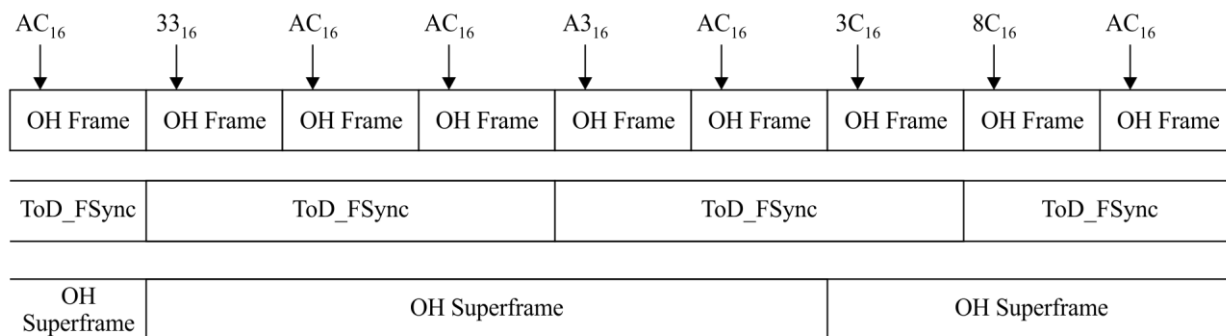 AC₁₆ 33₁₆ AC₁₆ AC₁₆ A3₁₆ AC₁₆ 3C₁₆ 8C₁₆ AC₁₆
OH Frame OH Frame OH Frame OH Frame OH Frame OH Frame OH Frame OH Frame OH Frame
ToD_FSync ToD_FSync ToD_FSync ToD_FSync
OH
Superframe OH Superframe OH Superframe